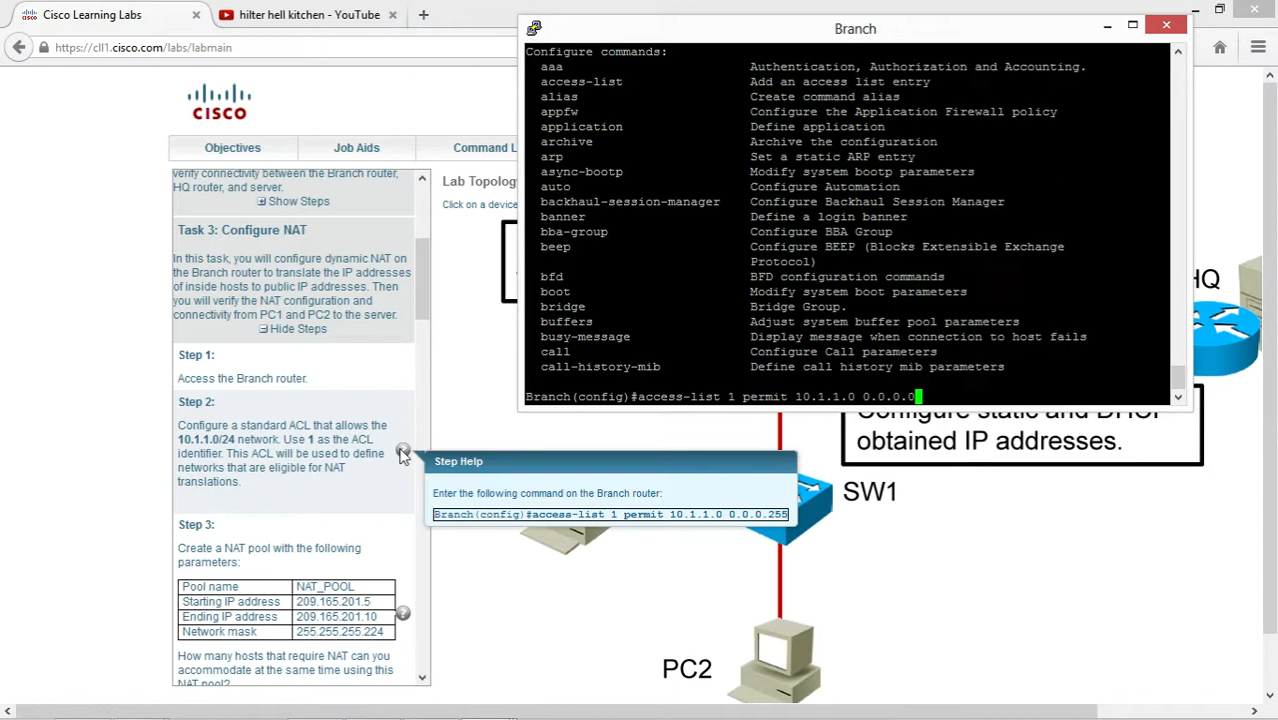 Cisco Learning Labs
hilter hell kitchen - YouTube
https://cll1.cisco.com/labs/labmain
CISCO
Objectives
Job Aids
Command L
verify connectivity between the Branch router,
HQ router, and server.
Show Steps
Task 3: Configure NAT
In this task, you will configure dynamic NAT on
the Branch router to translate the IP addresses
of inside hosts to public IP addresses. Then
you will verify the NAT configuration and
connectivity from PC1 and PC2 to the server.
Hide Steps
Step 1:
Access the Branch router.
Step 2:
Configure a standard ACL that allows the
10.1.1.0/24 network. Use 1 as the ACL
identifier. This ACL will be used to define
networks that are eligible for NAT
translations.
Step 3:
Create a NAT pool with the following
parameters:
Pool name NAT_POOL
Starting IP address 209.165.201.5
Ending IP address 209.165.201.10
Network mask 255.255.255.224
How many hosts that require NAT can you
accommodate at the same time using this
NAT pool?
Lab Topology
Click on a device
Branch
Configure commands:
aaa Authentication, Authorization and Accounting.
access-list Add an access list entry
alias Create command alias
appfw Configure the Application Firewall policy
application Define application
archive Archive the configuration
arp Set a static ARP entry
async-bootp Modify system bootp parameters
auto Configure Automation
backhaul-session-manager Configure Backhaul Session Manager
banner Define a login banner
bba-group Configure BBA Group
beep Configure BEEP (Blocks Extensible Exchange
Protocol)
bfd BFD configuration commands
boot Modify system boot parameters
bridge Bridge Group.
buffers Adjust system buffer pool parameters
busy-message Display message when connection to host fails
call Configure Call parameters
call-history-mib Define call history mib parameters
Branch(config)#access-list 1 permit 10.1.1.0 0.0.0.0
Step Help
Enter the following command on the Branch router:
Branch(config)#access-list 1 permit 10.1.1.0 0.0.0.255
HQ
Configure static and DHCP
obtained IP addresses.
SW1
PC2